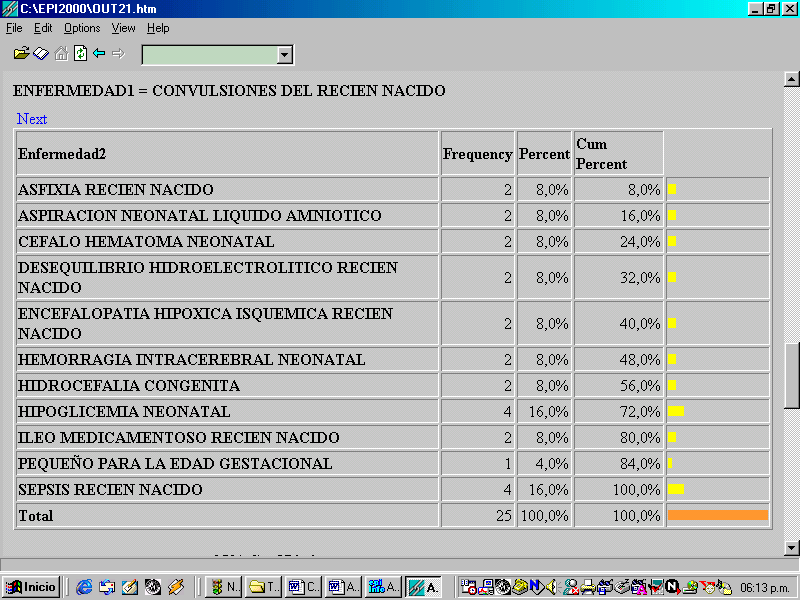 C:\EPI2000\OUT21.htm
File Edit Options View Help
ENFERMEDAD1 = CONVULSIONES DEL RECIEN NACIDO
Next
Enfermedad2 Frequency Percent Cum Percent
ASFIXIA RECIEN NACIDO 2 8,0% 8,0%
ASPIRACION NEONATAL LIQUIDO AMNIOTICO 2 8,0% 16,0%
CEFALO HEMATOMA NEONATAL 2 8,0% 24,0%
DESEQUILIBRIO HIDROELECTROLITICO RECIEN
NACIDO 2 8,0% 32,0%
ENCEFALOPATIA HIPOXICA ISQUEMICA RECIEN
NACIDO 2 8,0% 40,0%
HEMORRAGIA INTRACEREBRAL NEONATAL 2 8,0% 48,0%
HIDROCEFALIA CONGENITA 2 8,0% 56,0%
HIPOGLICEMIA NEONATAL 4 16,0% 72,0%
ILEO MEDICAMENTOSO RECIEN NACIDO 2 8,0% 80,0%
PEQUEÑO PARA LA EDAD GESTACIONAL 1 4,0% 84,0%
SEPSIS RECIEN NACIDO 4 16,0% 100,0%
Total 25 100,0% 100,0%
Inicio N.. T.. C.. A.. A.. A. 06:13 p.m.